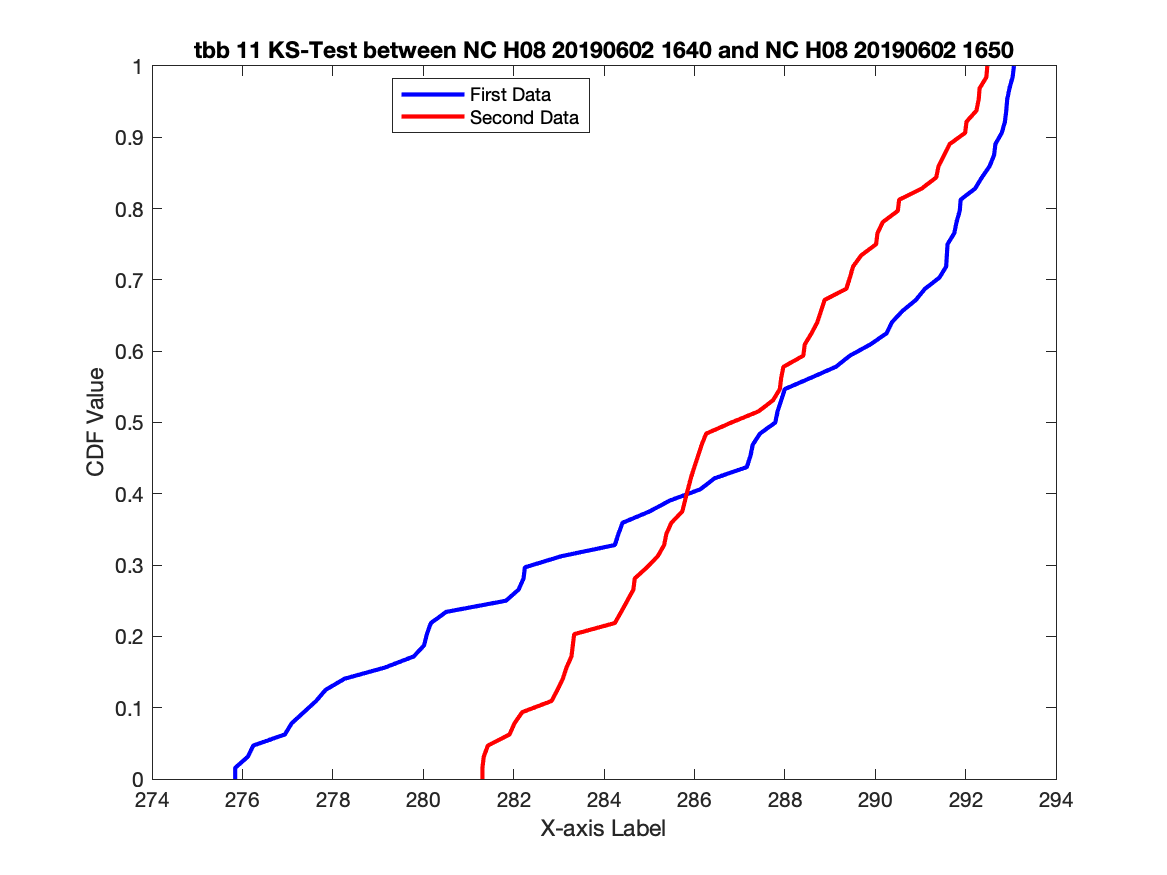 tbb 11 KS-Test between NC H08 20190602 1640 and NC H08 20190602 1650
First Data
Second Data
1
0.9
0.8
0.7
0.6
0.5
0.4
0.3
0.2
0.1
0
CDF Value
274 276 278 280 282 284 286 288 290 292 294
X-axis Label